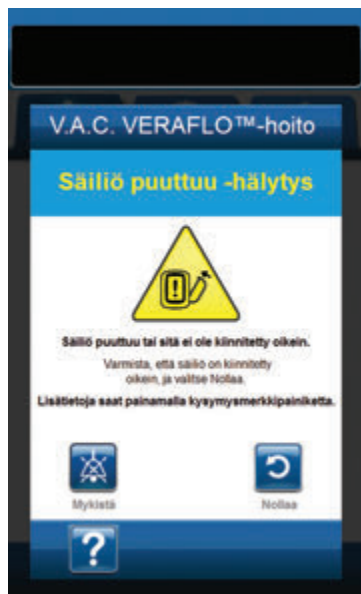 V.A.C. VERAFLO™-hoito
Säiliö puuttuu -hälytys
Säiliö puuttuu tai sitä ei ole kiinnitetty oikein.
Varmista, että säiliö on kiinnitetty
oikein, ja valitse Nollaa.
Lisätietoja saat painamalla kysymysmerkkipainiketta.
Mykistä
Nollaa
?